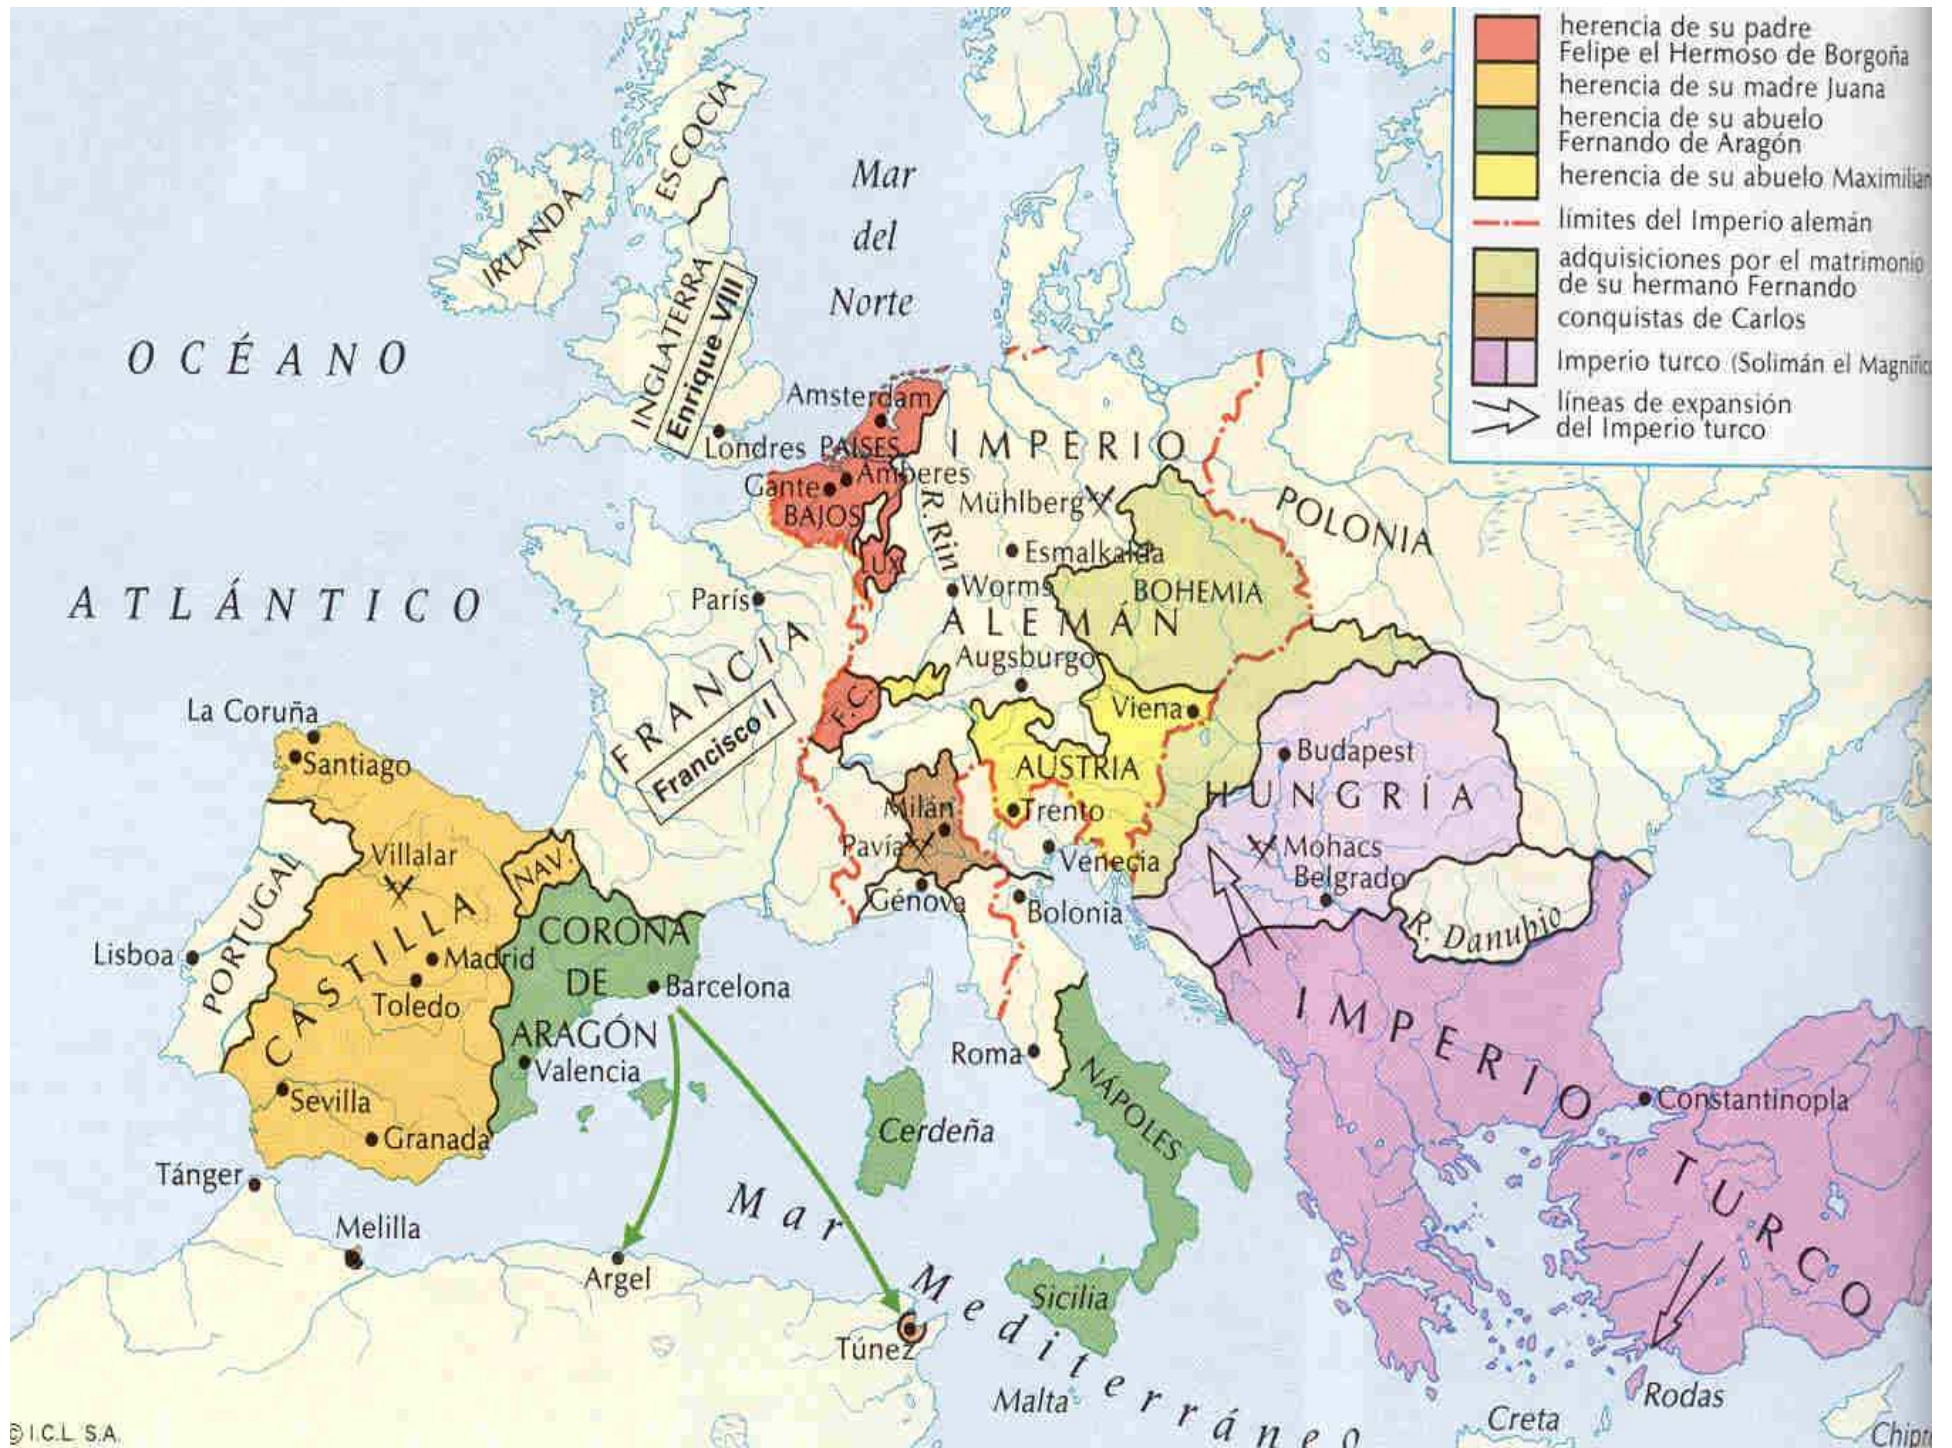 herencia de su padre
Felipe el Hermoso de Borgoña
herencia de su madre Juana
herencia de su abuelo
Fernando de Aragón
herencia de su abuelo Maximilian
límites del Imperio alemán
adquisiciones por el matrimonio
de su hermano Fernando
conquistas de Carlos
Imperio turco (Solimán el Magnífico
líneas de expansión
del Imperio turco
ESCOCÍA
IRLANDA
INGLATERRA
Enrique VIII
Londres
Mar
del
Norte
OCÉANO
ATLÁNTICO
Amsterdam
PAISES
BAJOS
Amberes
Gante
LUX
R. Rin
IMPERIO
ALEMÁN
Mühlberg
Esmalkalda
Worms
Augsburgo
BOHEMIA
POLONIA
París
FRANCIA
Francisco I
F.C.
Viena
AUSTRIA
Trento
Venecia
Milán
Pavía
Génova
Bolonia
Budapest
HUNGRÍA
Mohacs
Belgrado
R. Danubio
La Coruña
Santiago
Villalar
NAV.
PORTUGAL
Lisboa
CASTILLA
Madrid
Toledo
Sevilla
Granada
CORONA
DE
ARAGÓN
Barcelona
Valencia
Roma
NÁPOLES
Cerdeña
Sicilia
IMPERIO
TURCO
Constantinopla
Tánger
Melilla
Argel
Túnez
Mar
Mediterráneo
Malta
Creta
Rodas
Chipre
© I.C.L. S.A.